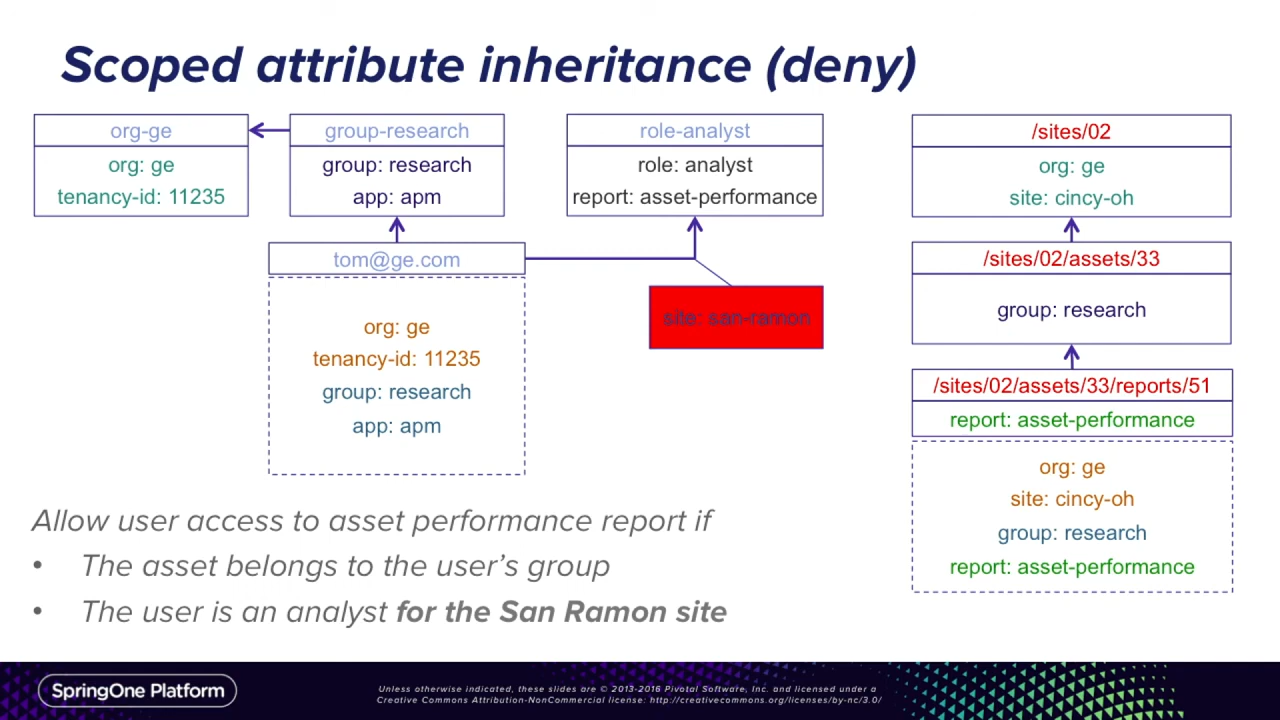 Scoped attribute inheritance (deny)
org-ge
org: ge
tenancy-id: 11235
group-research
group: research
app: apm
role-analyst
role: analyst
report: asset-performance
/sites/02
org: ge
site: cincy-oh
tom@ge.com
org: ge
tenancy-id: 11235
group: research
app: apm
site: san-ramon
/sites/02/assets/33
group: research
/sites/02/assets/33/reports/51
report: asset-performance
org: ge
site: cincy-oh
group: research
report: asset-performance
Allow user access to asset performance report if
• The asset belongs to the user’s group
• The user is an analyst for the San Ramon site
SpringOne Platform
Unless otherwise indicated, these slides are © 2013-2016 Pivotal Software, Inc. and licensed under a
Creative Commons Attribution-NonCommercial license: http://creativecommons.org/licenses/by-nc/3.0/